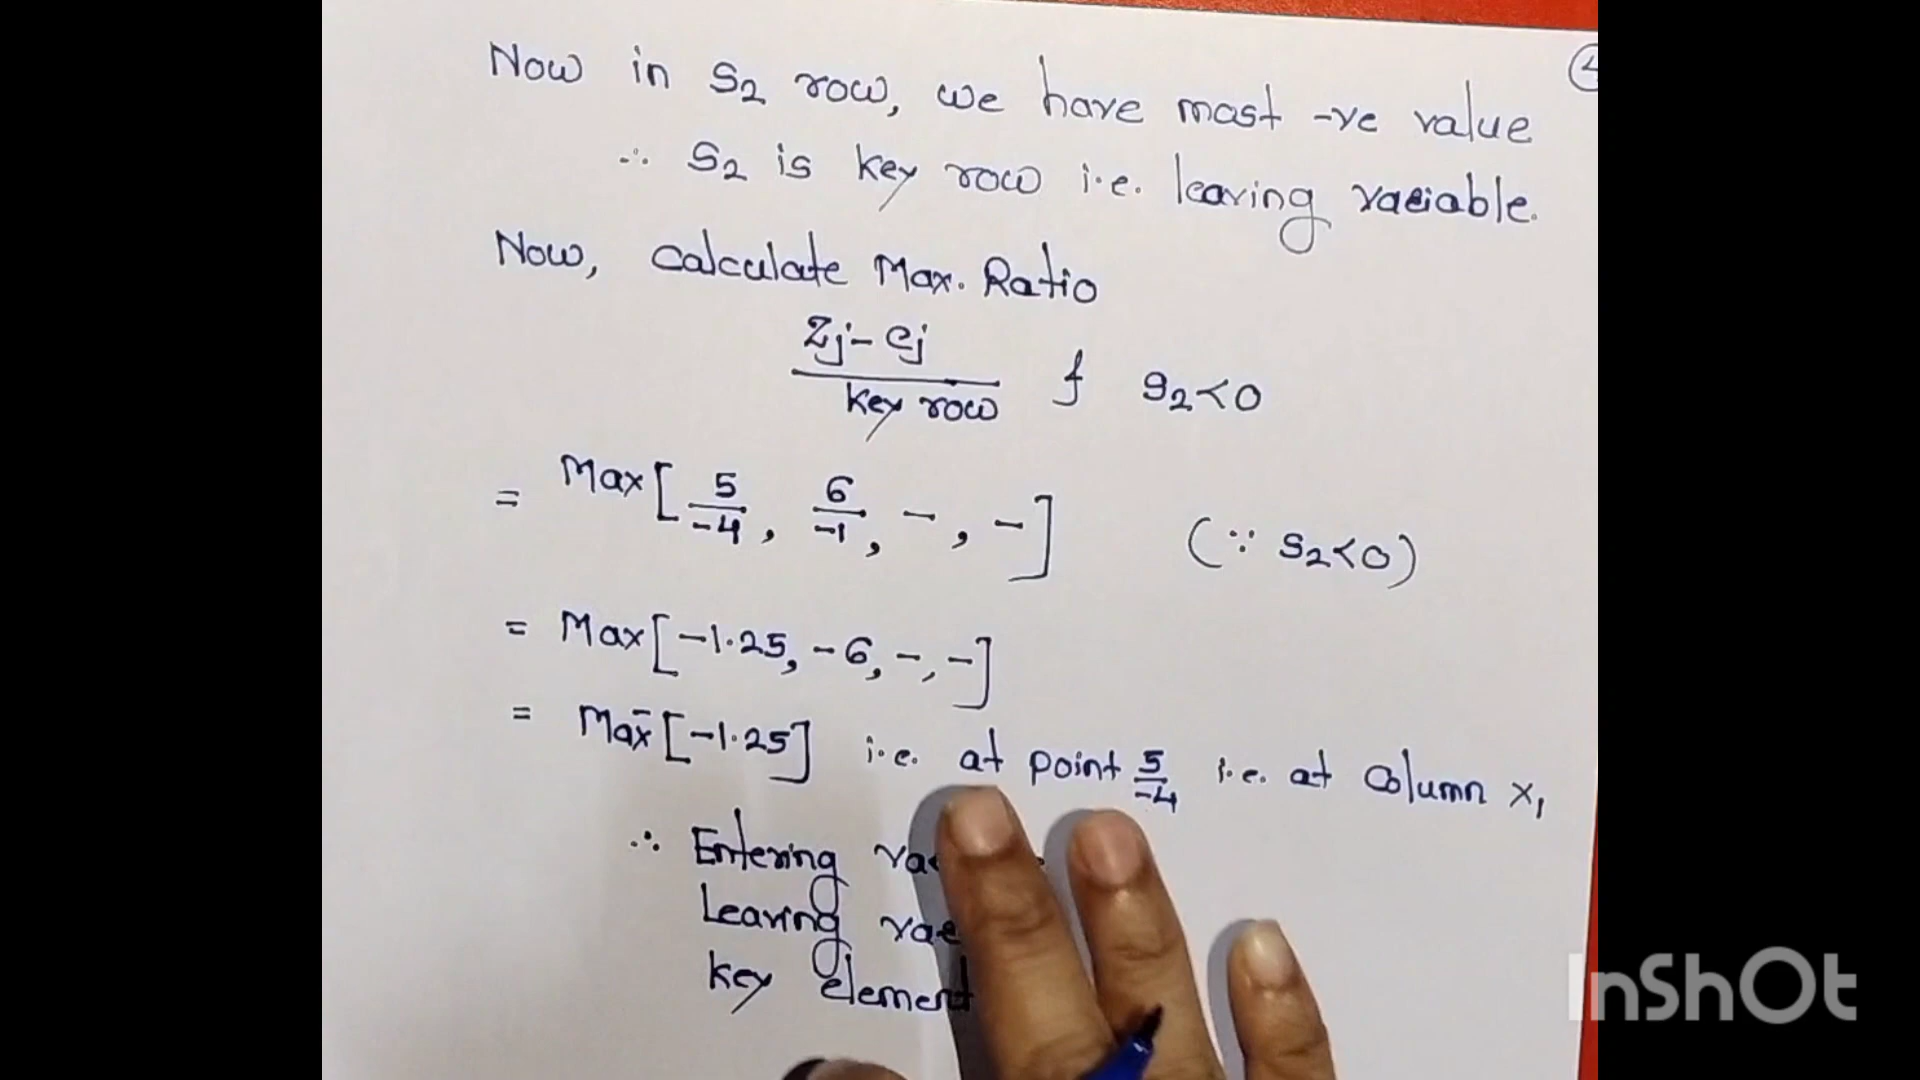 Now in S2 row, we have most -ve value
∴ S2 is key row i.e. leaving variable.
Now, Calculate Max. Ratio
Zj - Cj
key row
; S2<0
= Max[5/-4, 6/-1, -, -] (∵ S2<0)
= Max[-1.25, -6, -, -]
= Max[-1.25] i.e. at point 5/-4 i.e. at Column X1
∴ Entering
Leaving
key element
InShOt